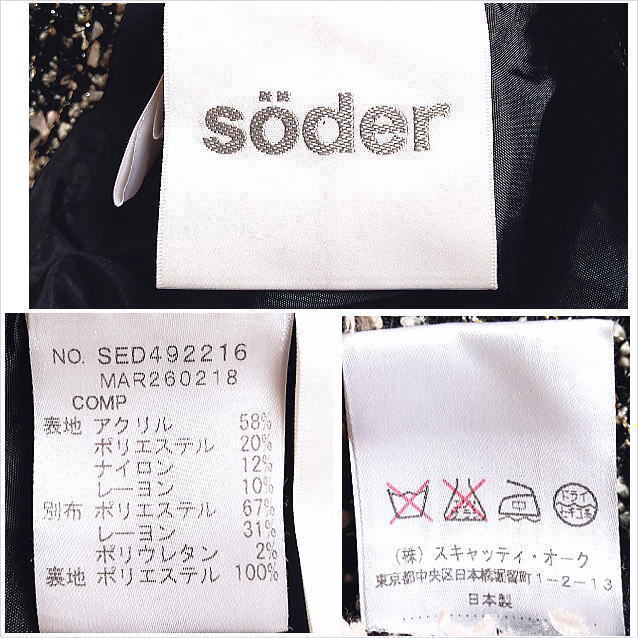 söder
NO. SED492216
MAR260218
COMP
表地 アクリル 58%
ポリエステル 20%
ナイロン 12%
レーヨン 10%
別布 ポリエステル 67%
レーヨン 31%
ポリウレタン 2%
裏地 ポリエステル 100%
ドライ
セキユ系
(株) スキャッティ・オーク
東京都中央区日本橋堀留町1-2-13
日本製